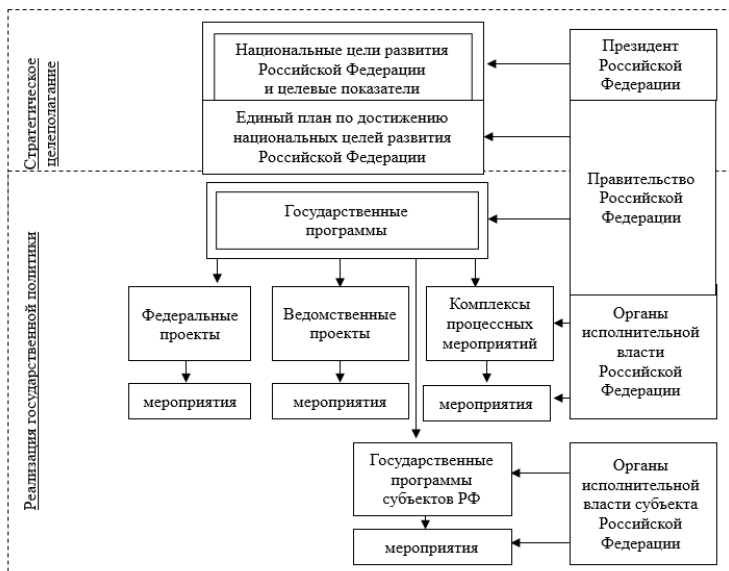 Стратегическое
целеполагание
Национальные цели развития
Российской Федерации
и целевые показатели
Президент
Российской
Федерации
Единый план по достижению
национальных целей развития
Российской Федерации
Правительство
Российской
Федерации
Реализация государственной политики
Государственные
программы
Федеральные
проекты
Ведомственные
проекты
Комплексы
процессных
мероприятий
Органы
исполнительной
власти
Российской
Федерации
мероприятия
мероприятия
мероприятия
Государственные
программы
субъектов РФ
Органы
исполнительной
власти субъекта
Российской
Федерации
мероприятия